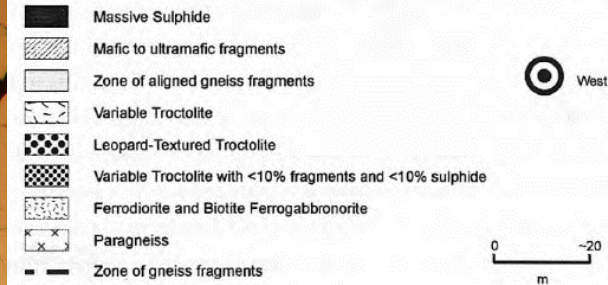 Massive Sulphide
Mafic to ultramafic fragments
Zone of aligned gneiss fragments
West
Variable Troctolite
Leopard-Textured Troctolite
Variable Troctolite with <10% fragments and <10% sulphide
Ferrodiorite and Biotite Ferrogabbronorite
Paragneiss
0 ~20
Zone of gneiss fragments
m